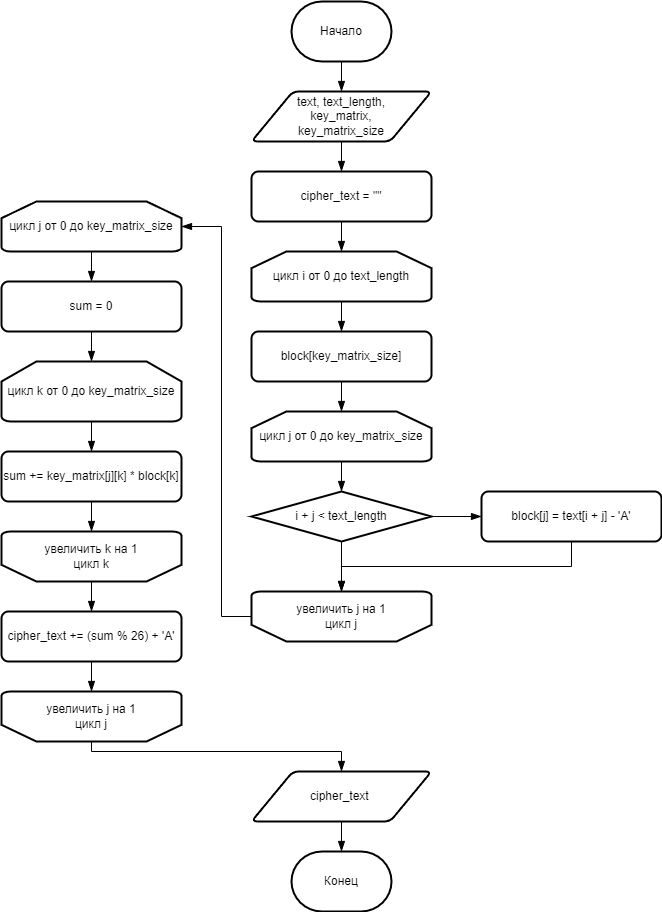 Начало
text, text_length,
key_matrix,
key_matrix_size
cipher_text = ""
цикл i от 0 до text_length
block[key_matrix_size]
цикл j от 0 до key_matrix_size
i + j < text_length
block[j] = text[i + j] - 'A'
увеличить j на 1
цикл j
цикл j от 0 до key_matrix_size
sum = 0
цикл k от 0 до key_matrix_size
sum += key_matrix[j][k] * block[k]
увеличить k на 1
цикл k
cipher_text += (sum % 26) + 'A'
увеличить j на 1
цикл j
cipher_text
Конец